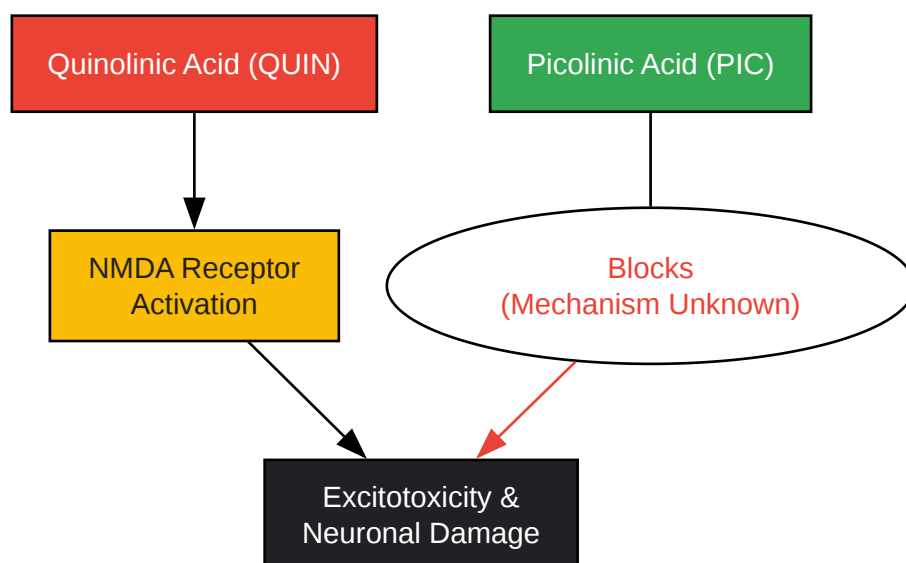 Quinolinic Acid (QUIN)
Picolinic Acid (PIC)
NMDA Receptor
Activation
Blocks
(Mechanism Unknown)
Excitotoxicity &
Neuronal Damage